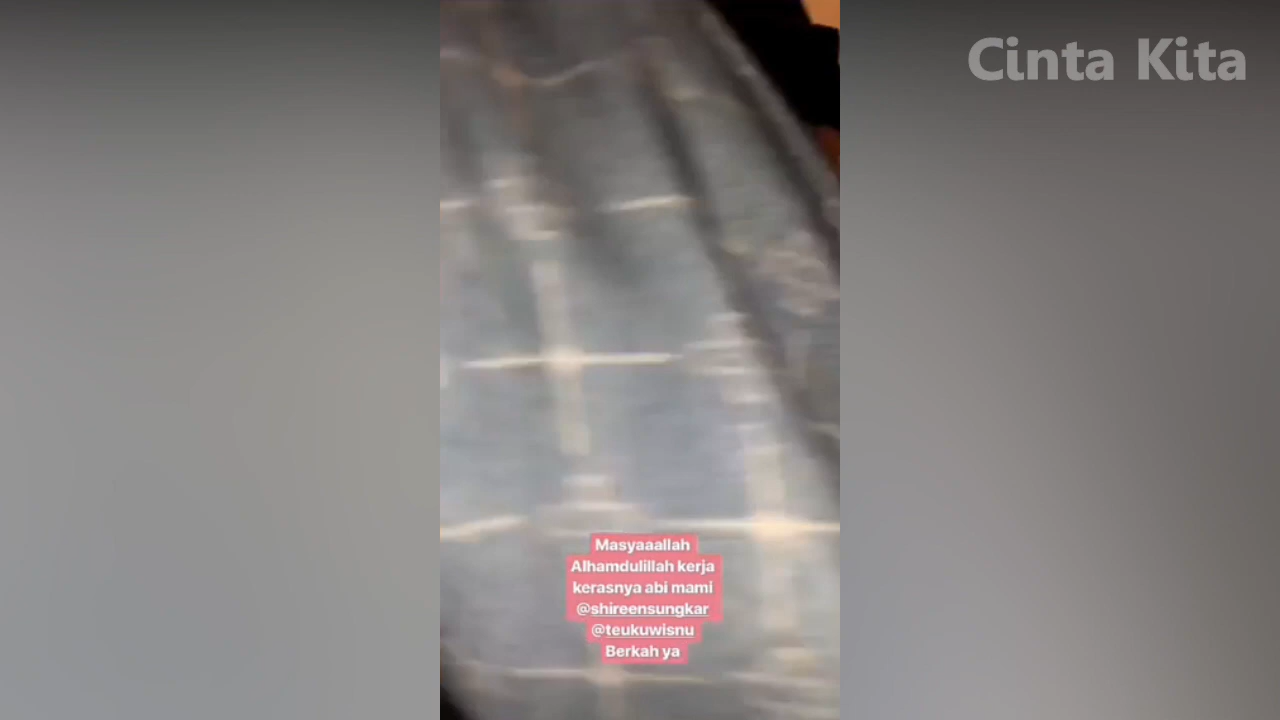 Cinta Kita
Masyaaallah
Alhamdulillah kerja
kerasnya abi mami
@shireensungkar
@teukuwisnu
Berkah ya